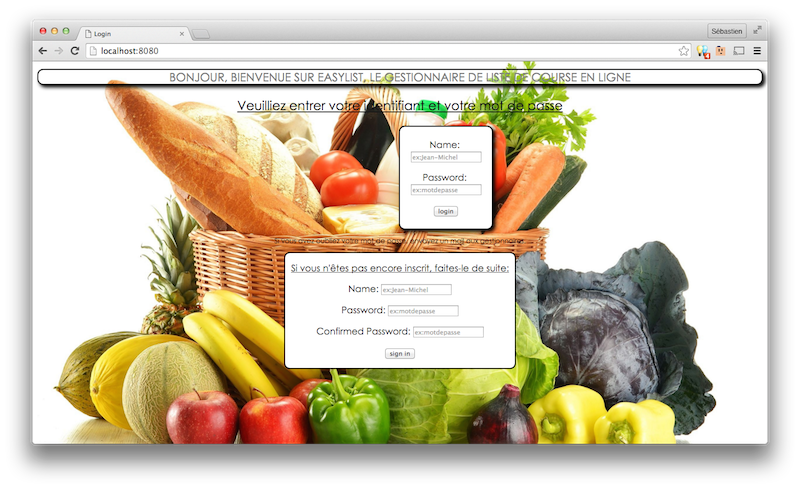 Login
Sébastien
localhost:8080
BONJOUR, BIENVENUE SUR EASYLIST, LE GESTIONNAIRE DE LISTE DE COURSE EN LIGNE
Veuilliez entrer votre identifiant et votre mot de passe
Name:
ex:Jean-Michel
Password:
ex:motdepasse
login
Si vous avez oubliez votre mot de passe, envoyez un mail aux gestionnaire
Si vous n'êtes pas encore inscrit, faites-le de suite:
Name: ex:Jean-Michel
Password: ex:motdepasse
Confirmed Password: ex:motdepasse
sign in